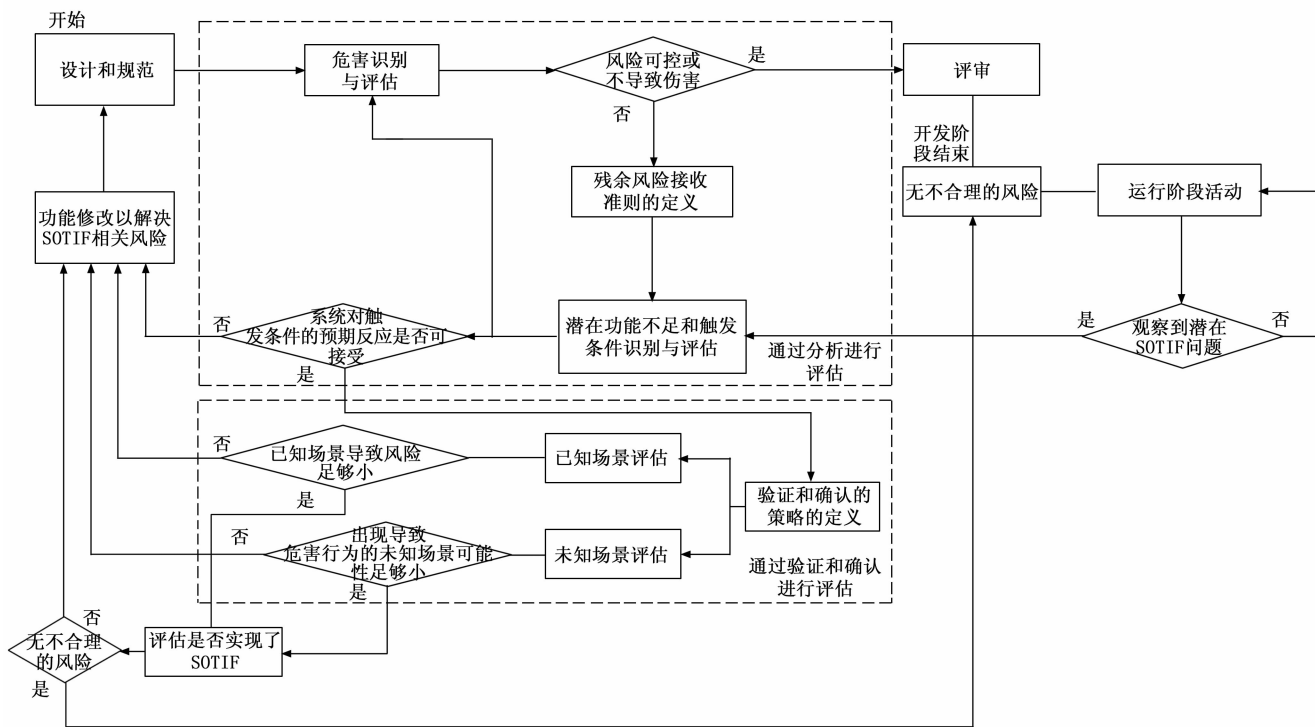 开始
设计和规范
危害识别
与评估
风险可控或
不导致伤害
是
评审
否
开发阶
段结束
功能修改以解决
SOTIF相关风险
残余风险接收
准则的定义
无不合理的风险
运行阶段活动
否
系统对触
发条件的预期反应是否可
接受
是
潜在功能不足和触发
条件识别与评估
通过分析进行
评估
是
观察到潜在
SOTIF问题
否
否
已知场景导致风险
足够小
是
已知场景评估
验证和确认的
策略的定义
否
出现导致
危害行为的未知场景可能
性足够小
是
未知场景评估
通过验证和确认
进行评估
否
无不合理
的风险
是
评估是否实现了
SOTIF